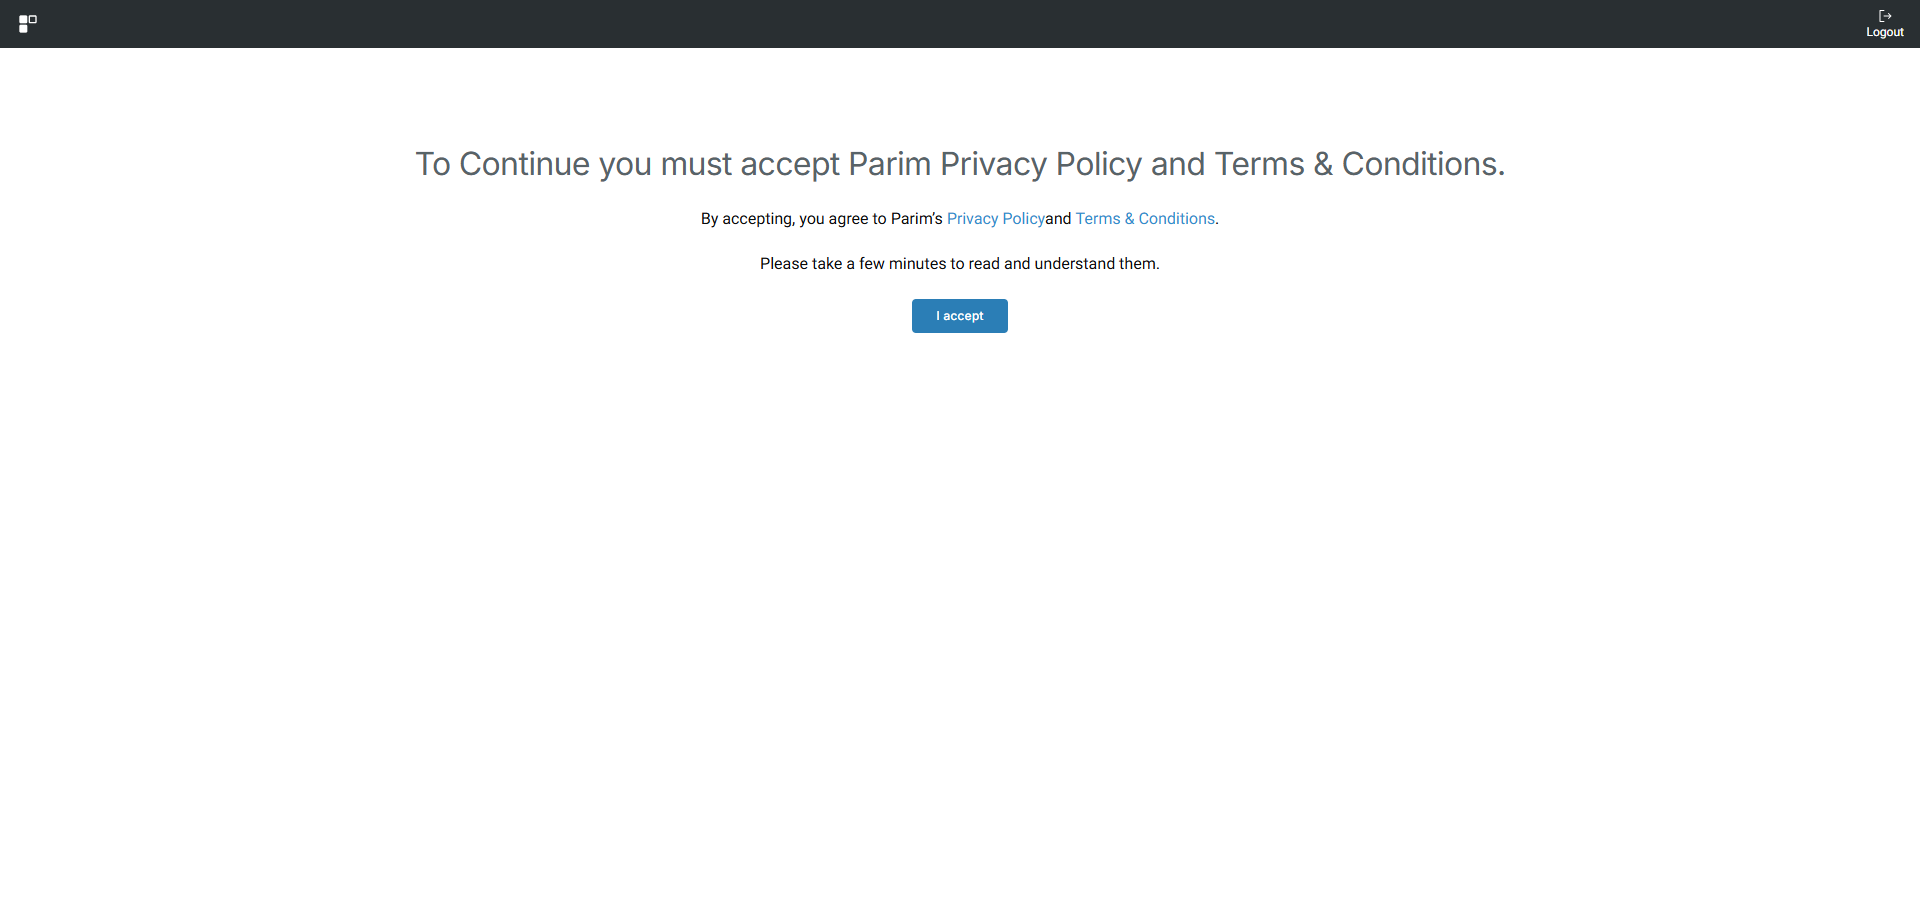 Logout
To Continue you must accept Parim Privacy Policy and Terms & Conditions.
By accepting, you agree to Parim’s Privacy Policyand Terms & Conditions.
Please take a few minutes to read and understand them.
I accept